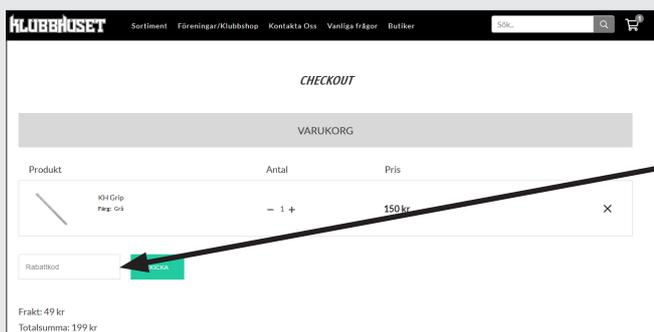 KLUBBHUSET
Sortiment Föreningar/Klubbshop Kontakta Oss Vanliga frågor Butiker
Sök..
1
CHECKOUT
VARUKORG
Produkt Antal Pris
KH Grip
Färg: Grå
− 1 + 150 kr ×
Rabattkod
Frakt: 49 kr
Totalsumma: 199 kr